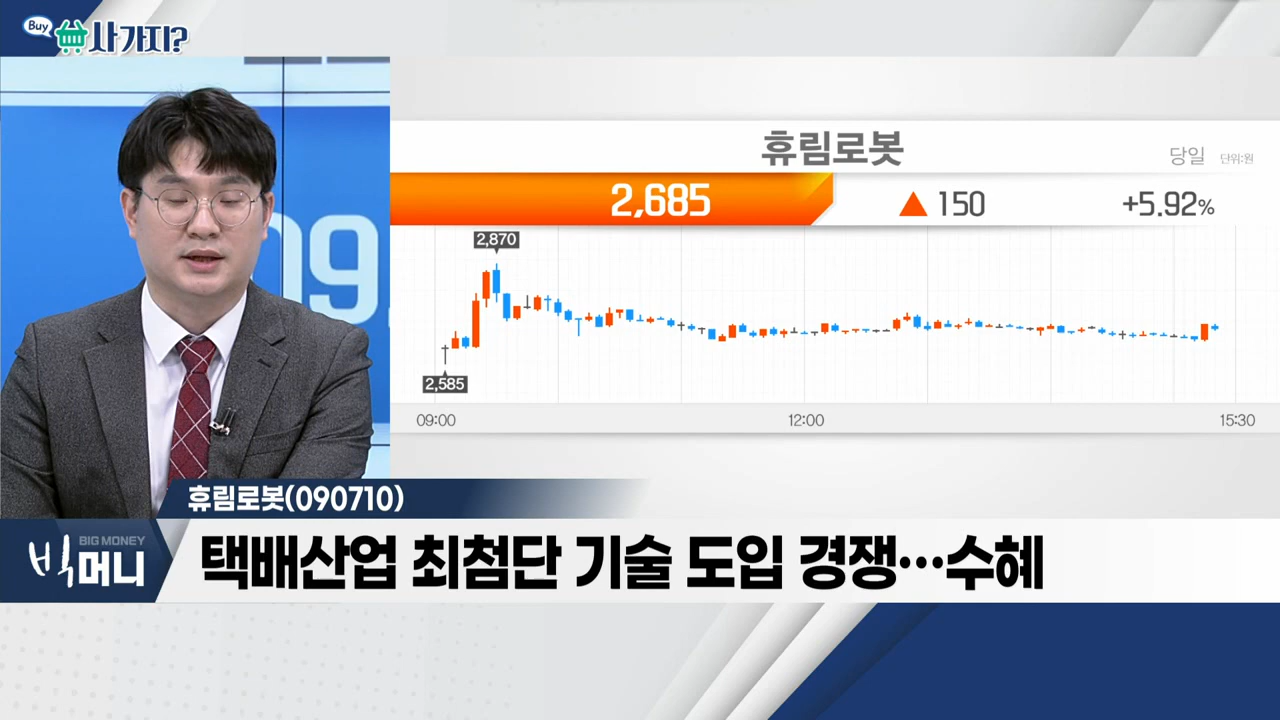 Buy
사가지?
휴림로봇
당일 단위:원
2,685 ▲ 150 +5.92%
2,870
2,585
09:00 12:00 15:30
09.
휴림로봇(090710)
BIG MONEY
빅머니
택배산업 최첨단 기술 도입 경쟁…수혜